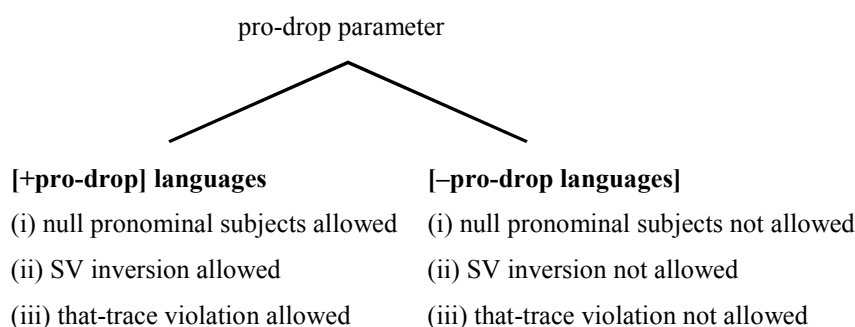 pro-drop parameter
[+pro-drop] languages
(i) null pronominal subjects allowed
(ii) SV inversion allowed
(iii) that-trace violation allowed
[–pro-drop languages]
(i) null pronominal subjects not allowed
(ii) SV inversion not allowed
(iii) that-trace violation not allowed